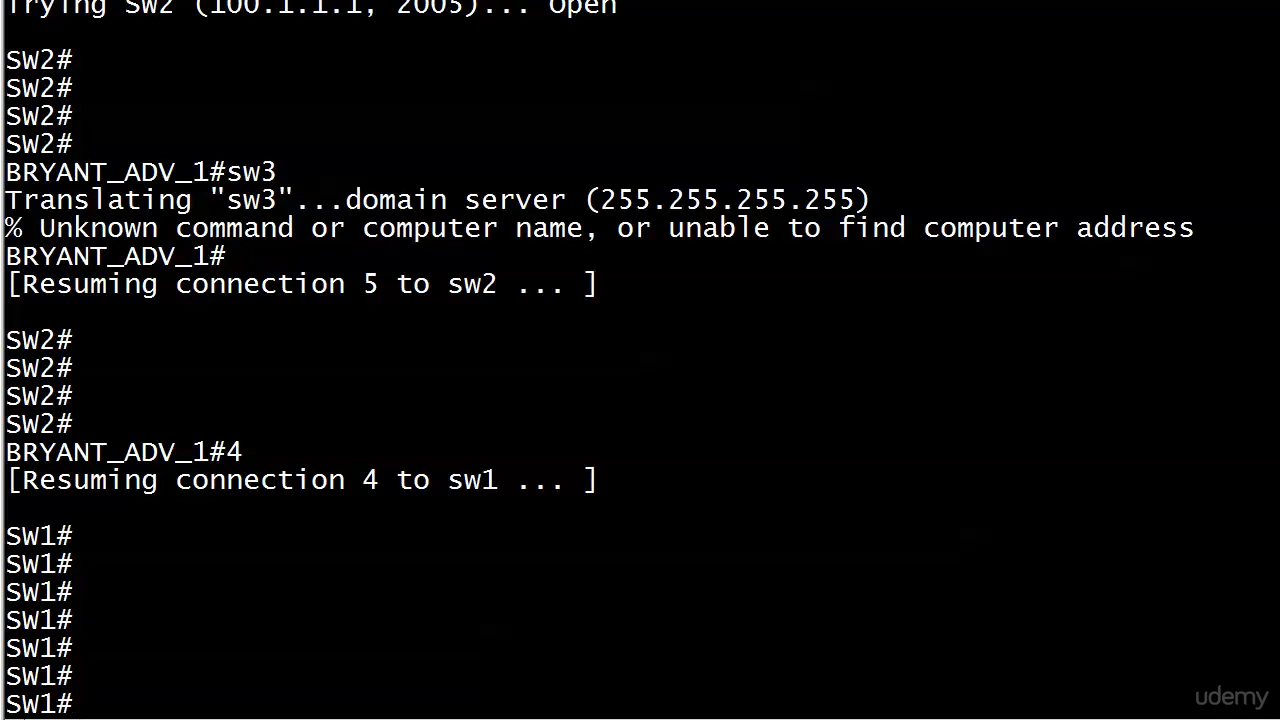 Trying SW2 (100.1.1.1, 2005)... Open
SW2#
SW2#
SW2#
SW2#
BRYANT_ADV_1#sw3
Translating "sw3"...domain server (255.255.255.255)
% Unknown command or computer name, or unable to find computer address
BRYANT_ADV_1#
[Resuming connection 5 to sw2 ... ]
SW2#
SW2#
SW2#
SW2#
BRYANT_ADV_1#4
[Resuming connection 4 to sw1 ... ]
SW1#
SW1#
SW1#
SW1#
SW1#
SW1#
SW1#
udemy